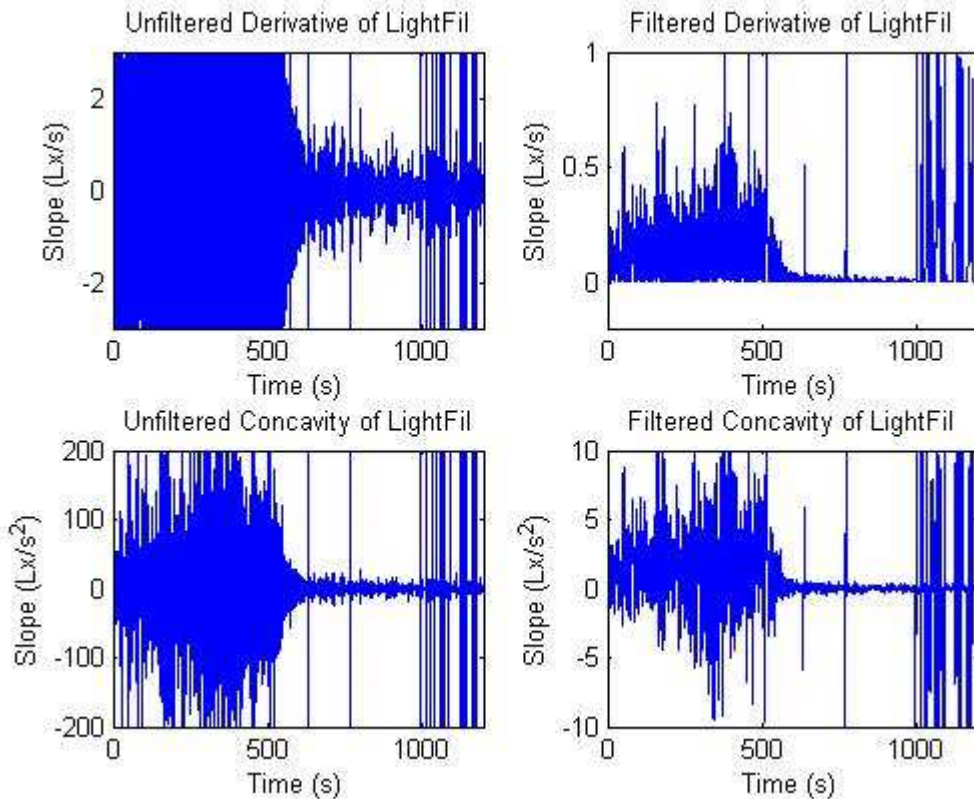 Unfiltered Derivative of LightFil
Slope (Lx/s)
2
0
-2
0
500
1000
Time (s)
Filtered Derivative of LightFil
Slope (Lx/s)
1
0.5
0
0
500
1000
Time (s)
Unfiltered Concavity of LightFil
Slope (Lx/s²)
200
100
0
-100
-200
0
500
1000
Time (s)
Filtered Concavity of LightFil
Slope (Lx/s²)
10
5
0
-5
-10
0
500
1000
Time (s)